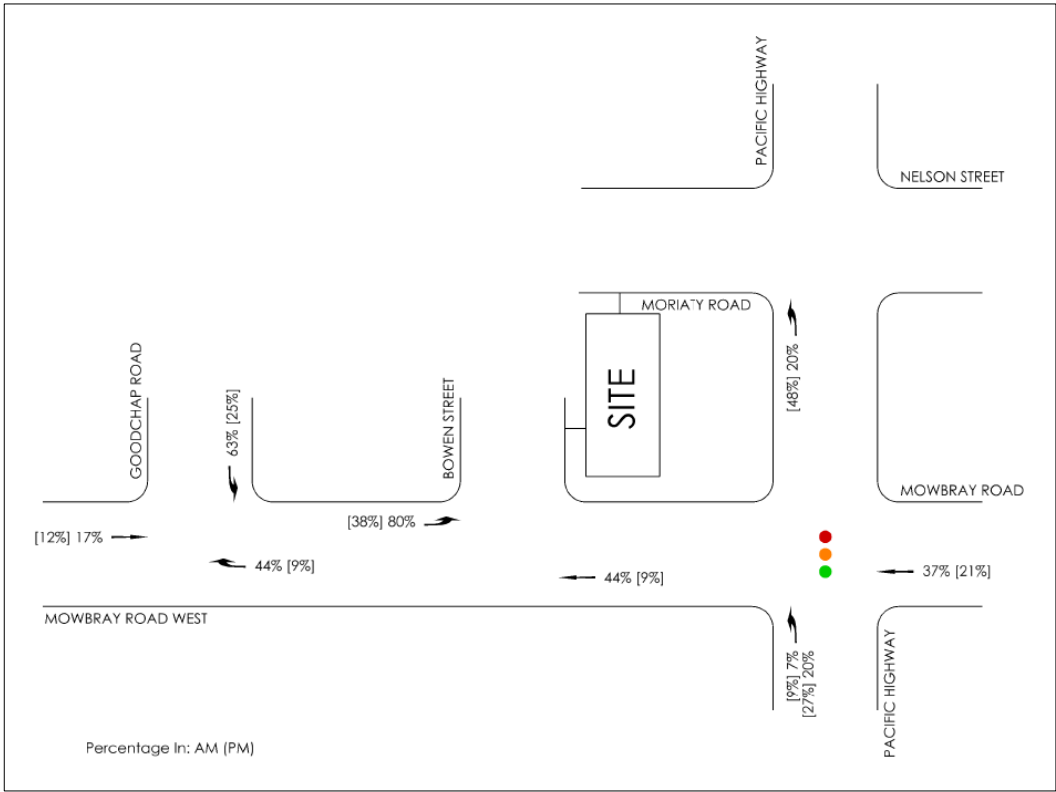 PACIFIC HIGHWAY
NELSON STREET
MORIATY ROAD
[48%] 20%
SITE
GOODCHAP ROAD
63% [25%]
BOWEN STREET
MOWBRAY ROAD
[38%] 80%
[12%] 17%
44% [9%]
44% [9%]
37% [21%]
MOWBRAY ROAD WEST
[9%] 7%
[27%] 20%
PACIFIC HIGHWAY
Percentage In: AM (PM)